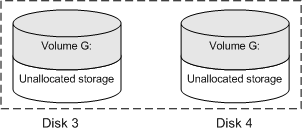 Volume G:
Volume G:
Unallocated storage
Unallocated storage
Disk 3
Disk 4